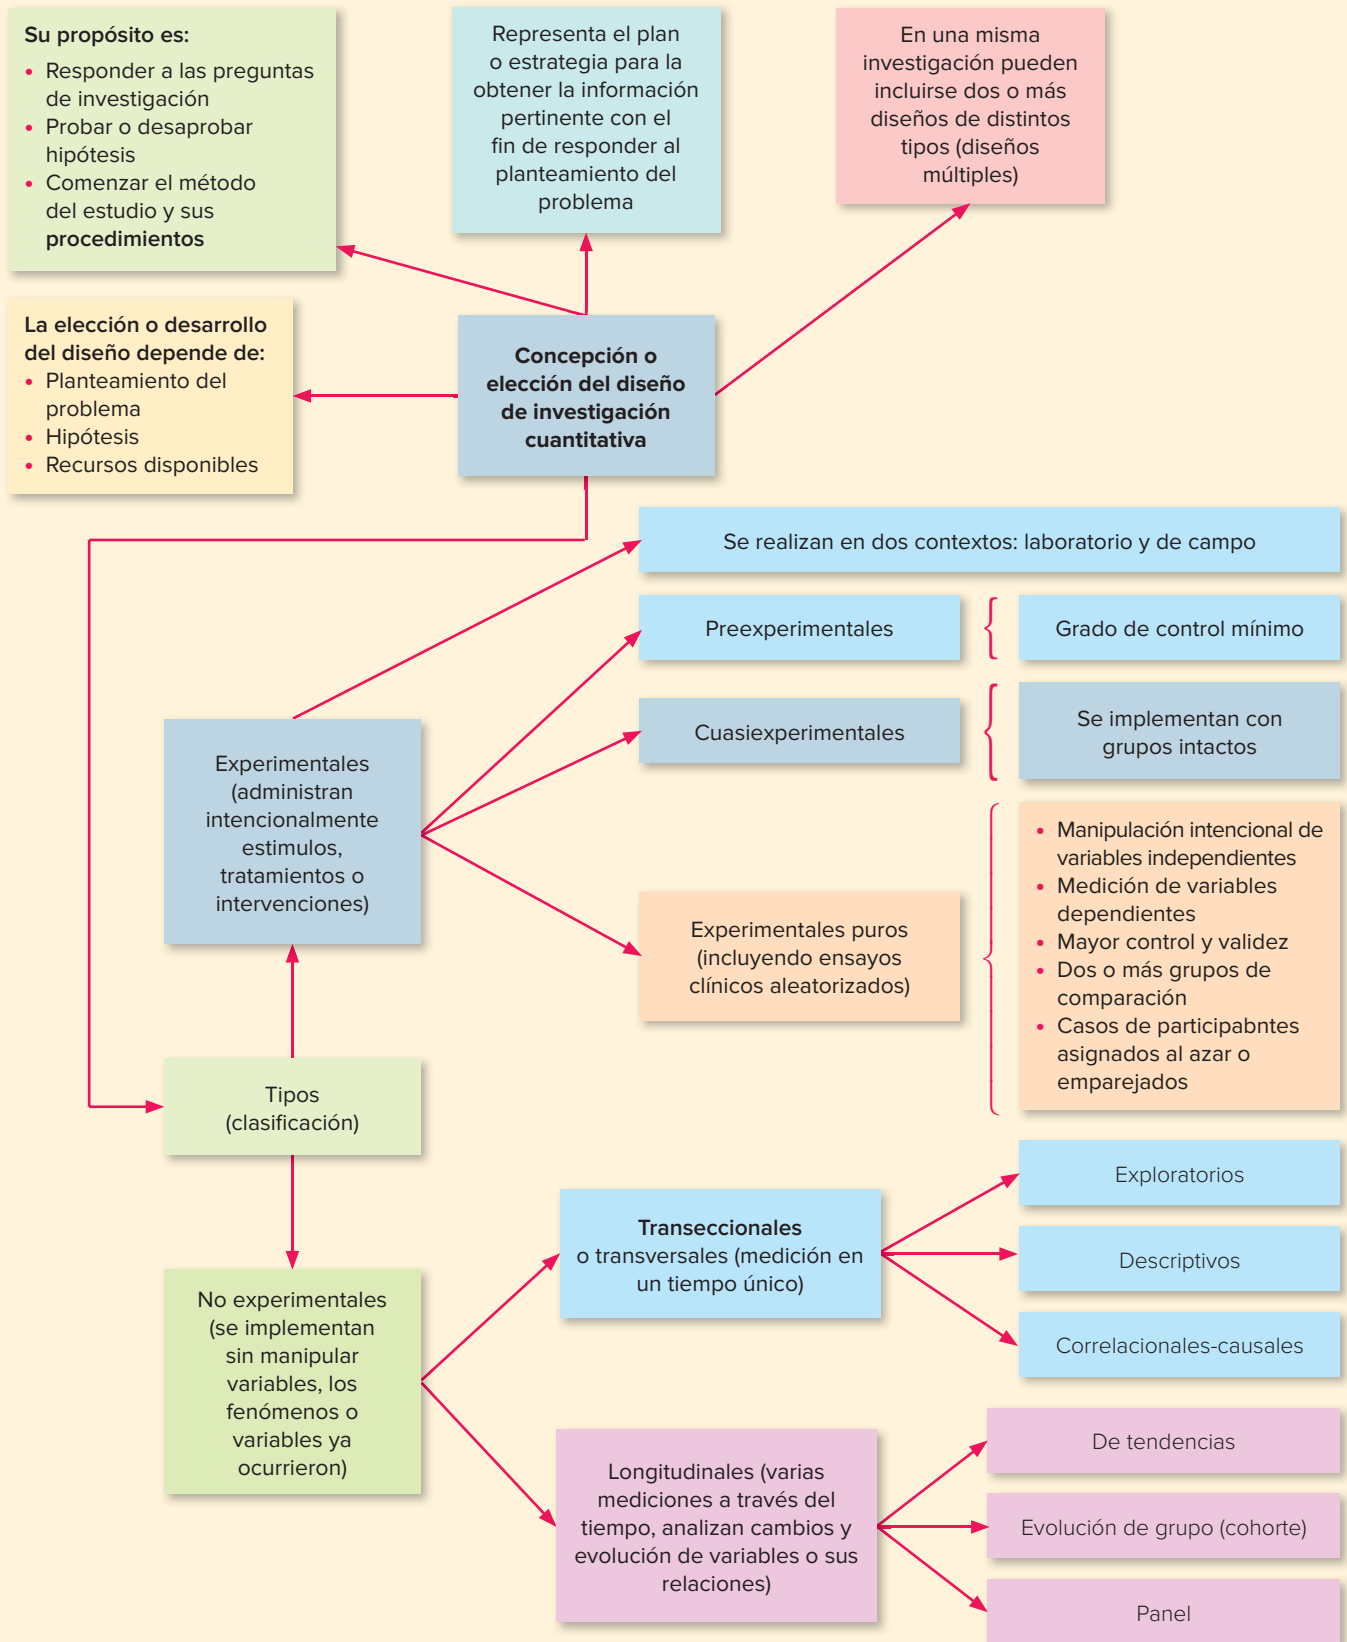 Su propósito es:
• Responder a las preguntas
de investigación
• Probar o desaprobar
hipótesis
• Comenzar el método
del estudio y sus
procedimientos
Representa el plan
o estrategia para la
obtener la información
pertinente con el
fin de responder al
planteamiento del
problema
En una misma
investigación pueden
incluirse dos o más
diseños de distintos
tipos (diseños
múltiples)
La elección o desarrollo
del diseño depende de:
• Planteamiento del
problema
• Hipótesis
• Recursos disponibles
Concepción o
elección del diseño
de investigación
cuantitativa
Se realizan en dos contextos: laboratorio y de campo
Preexperimentales
Grado de control mínimo
Cuasiexperimentales
Se implementan con
grupos intactos
Experimentales
(administran
intencionalmente
estimulos,
tratamientos o
intervenciones)
Experimentales puros
(incluyendo ensayos
clínicos aleatorizados)
• Manipulación intencional de
variables independientes
• Medición de variables
dependientes
• Mayor control y validez
• Dos o más grupos de
comparación
• Casos de participabntes
asignados al azar o
emparejados
Tipos
(clasificación)
No experimentales
(se implementan
sin manipular
variables, los
fenómenos o
variables ya
ocurrieron)
Transeccionales
o transversales (medición en
un tiempo único)
Exploratorios
Descriptivos
Correlacionales-causales
Longitudinales (varias
mediciones a través del
tiempo, analizan cambios y
evolución de variables o sus
relaciones)
De tendencias
Evolución de grupo (cohorte)
Panel